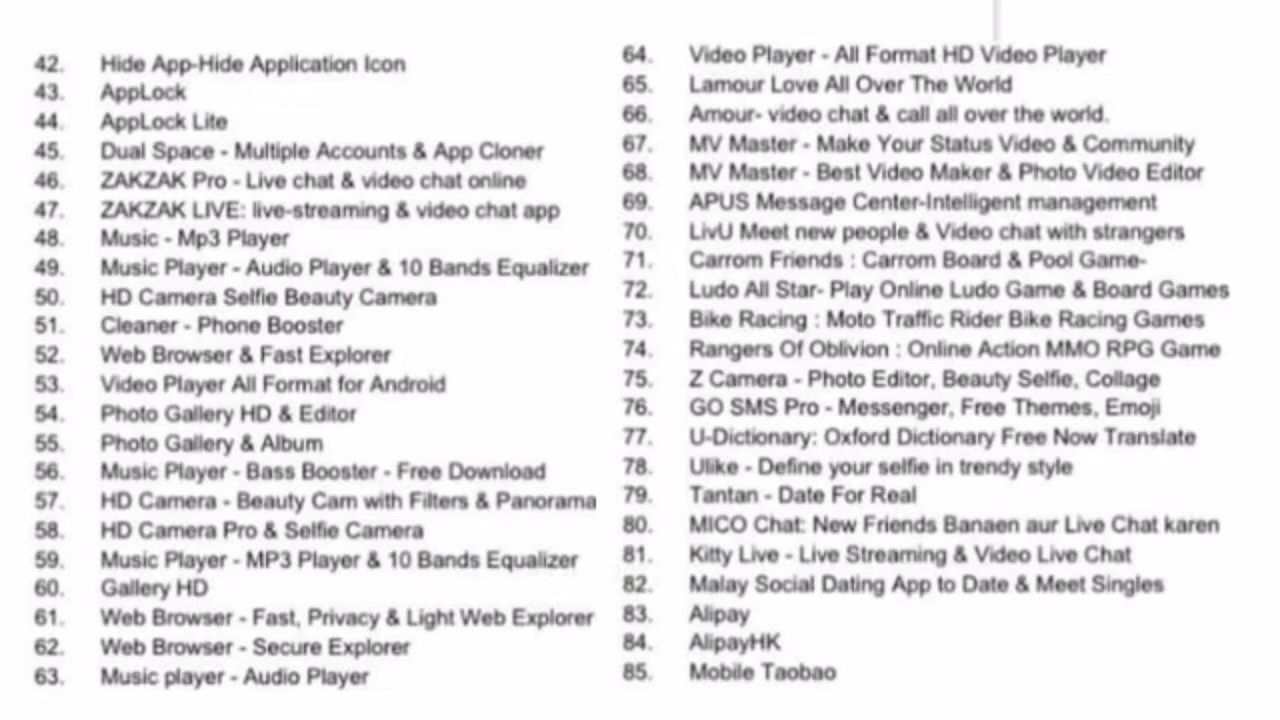 42. Hide App-Hide Application Icon
43. AppLock
44. AppLock Lite
45. Dual Space - Multiple Accounts & App Cloner
46. ZAKZAK Pro - Live chat & video chat online
47. ZAKZAK LIVE: live-streaming & video chat app
48. Music - Mp3 Player
49. Music Player - Audio Player & 10 Bands Equalizer
50. HD Camera Selfie Beauty Camera
51. Cleaner - Phone Booster
52. Web Browser & Fast Explorer
53. Video Player All Format for Android
54. Photo Gallery HD & Editor
55. Photo Gallery & Album
56. Music Player - Bass Booster - Free Download
57. HD Camera - Beauty Cam with Filters & Panorama
58. HD Camera Pro & Selfie Camera
59. Music Player - MP3 Player & 10 Bands Equalizer
60. Gallery HD
61. Web Browser - Fast, Privacy & Light Web Explorer
62. Web Browser - Secure Explorer
63. Music player - Audio Player
64. Video Player - All Format HD Video Player
65. Lamour Love All Over The World
66. Amour- video chat & call all over the world.
67. MV Master - Make Your Status Video & Community
68. MV Master - Best Video Maker & Photo Video Editor
69. APUS Message Center-Intelligent management
70. LivU Meet new people & Video chat with strangers
71. Carrom Friends : Carrom Board & Pool Game-
72. Ludo All Star- Play Online Ludo Game & Board Games
73. Bike Racing : Moto Traffic Rider Bike Racing Games
74. Rangers Of Oblivion : Online Action MMO RPG Game
75. Z Camera - Photo Editor, Beauty Selfie, Collage
76. GO SMS Pro - Messenger, Free Themes, Emoji
77. U-Dictionary: Oxford Dictionary Free Now Translate
78. Ulike - Define your selfie in trendy style
79. Tantan - Date For Real
80. MICO Chat: New Friends Banaen aur Live Chat karen
81. Kitty Live - Live Streaming & Video Live Chat
82. Malay Social Dating App to Date & Meet Singles
83. Alipay
84. AlipayHK
85. Mobile Taobao